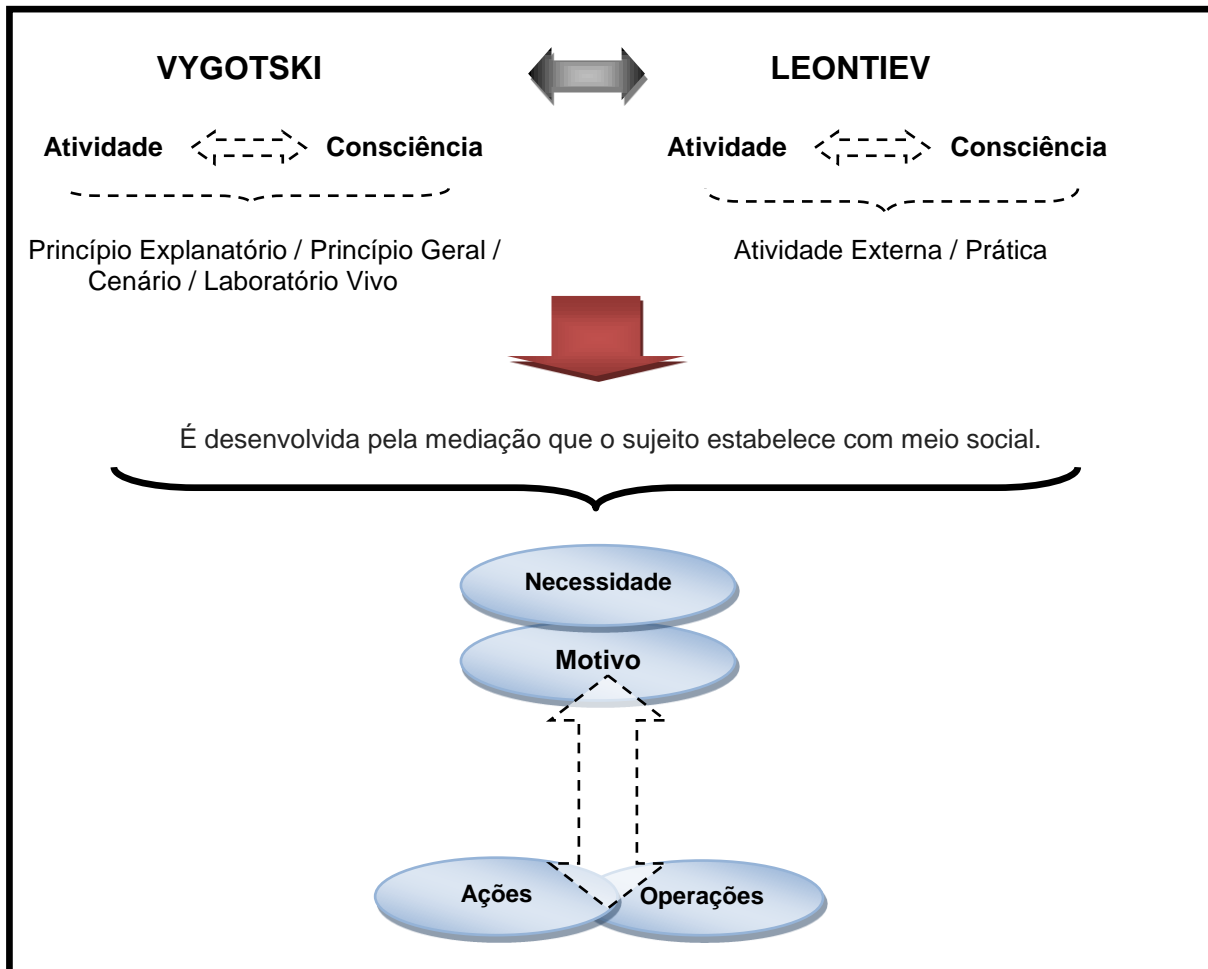 VYGOTSKI LEONTIEV
Atividade Consciência Atividade Consciência
Princípio Explanatório / Princípio Geral / Atividade Externa / Prática
Cenário / Laboratório Vivo
É desenvolvida pela mediação que o sujeito estabelece com meio social.
Necessidade
Motivo
Ações Operações